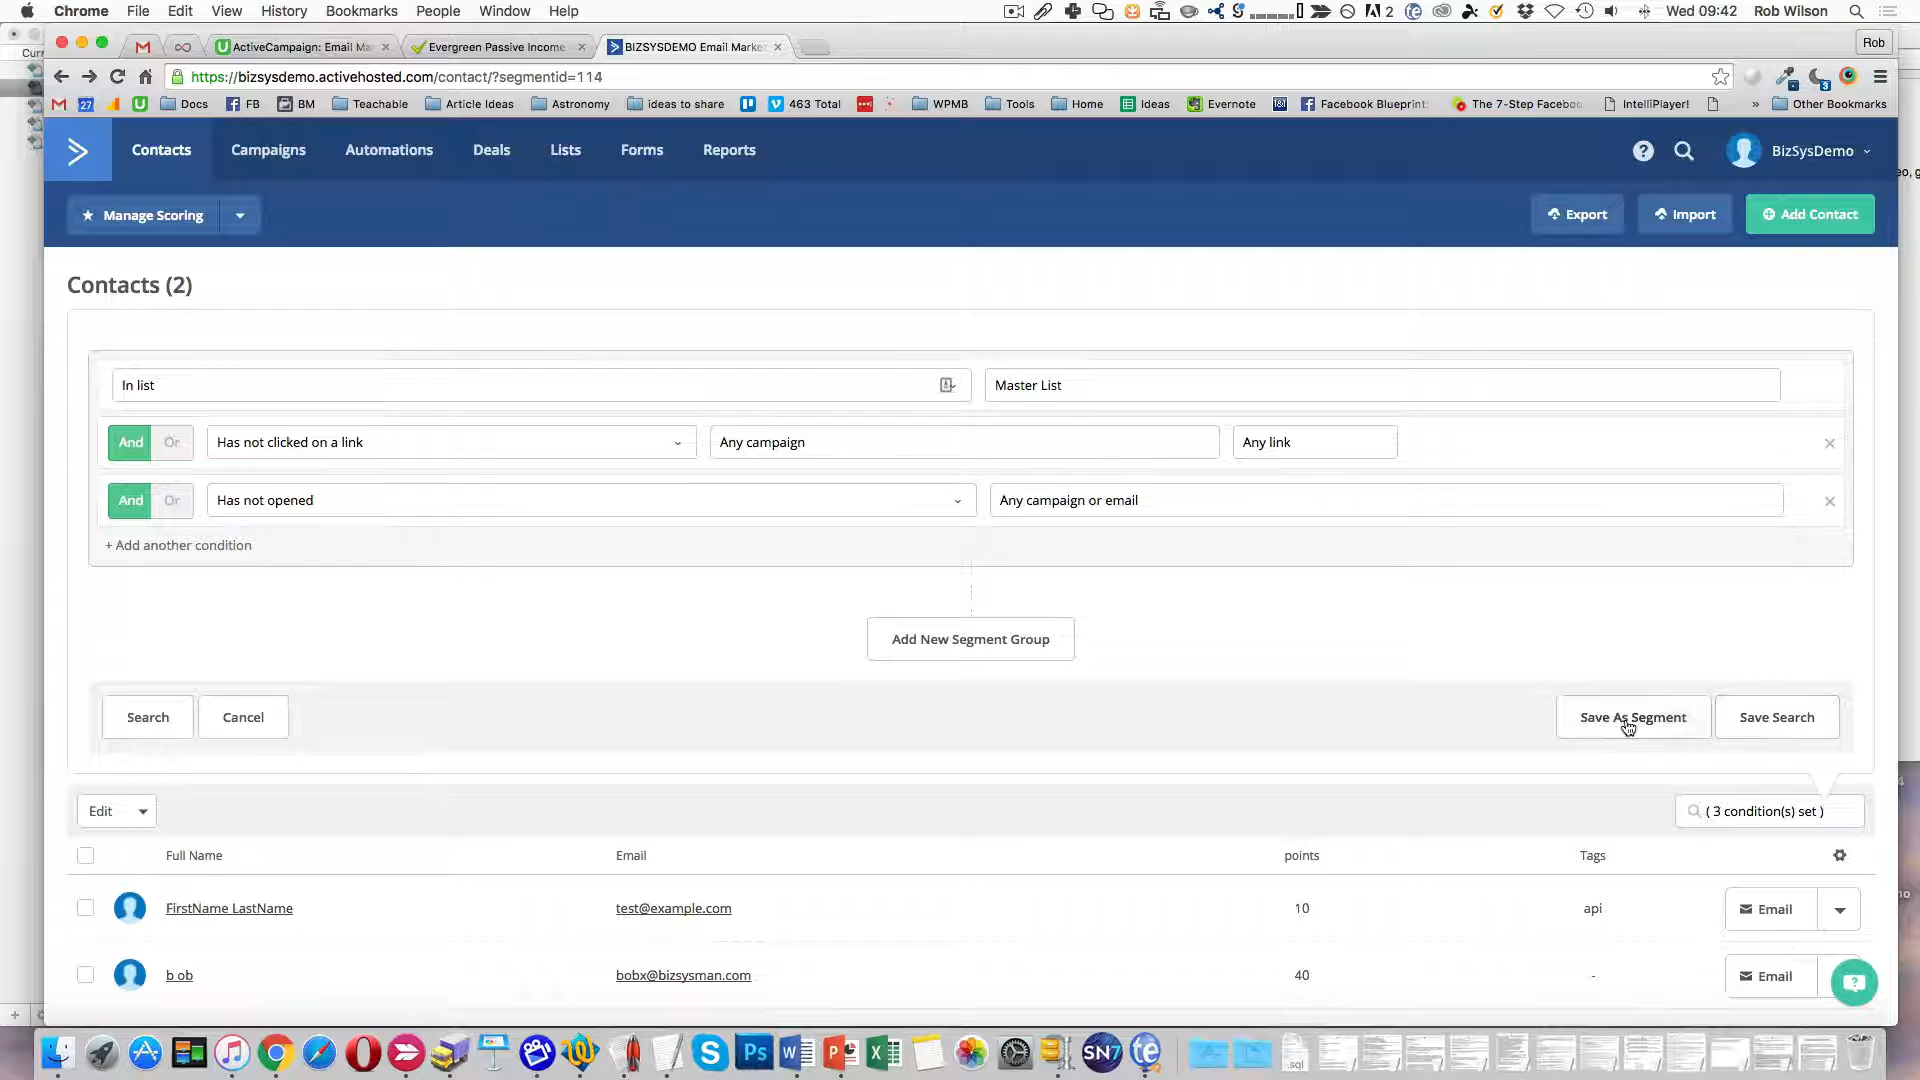 Chrome File Edit View History Bookmarks People Window Help 2 Wed 09:42 Rob Wilson
ActiveCampaign: Email Ma Evergreen Passive Income BIZSYSDEMO Email Market Rob
https://bizsysdemo.activehosted.com/contact/?segmentid=114
27 Docs FB BM Teachable Article Ideas Astronomy ideas to share 463 Total WPMB Tools Home Ideas Evernote Facebook Blueprint: The 7-Step Faceboo IntelliPlayer! » Other Bookmarks
Contacts Campaigns Automations Deals Lists Forms Reports BizSysDemo
Manage Scoring Export Import Add Contact
Contacts (2)
In list Master List
And Or Has not clicked on a link Any campaign Any link
And Or Has not opened Any campaign or email
+ Add another condition
Add New Segment Group
Search Cancel Save As Segment Save Search
Edit ( 3 condition(s) set )
Full Name Email points Tags
FirstName LastName test@example.com 10 api Email
b ob bobx@bizsysman.com 40 - Email
SN7